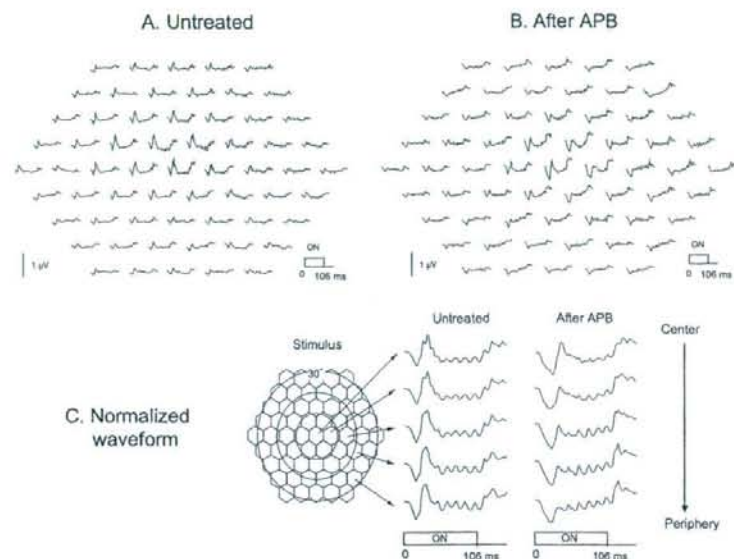 A. Untreated
B. After APB
ON
1 µV
0 106 ms
ON
1 µV
0 106 ms
Untreated
After APB
Center
Stimulus
30°
C. Normalized
waveform
Periphery
ON
0 106 ms
ON
0 106 ms